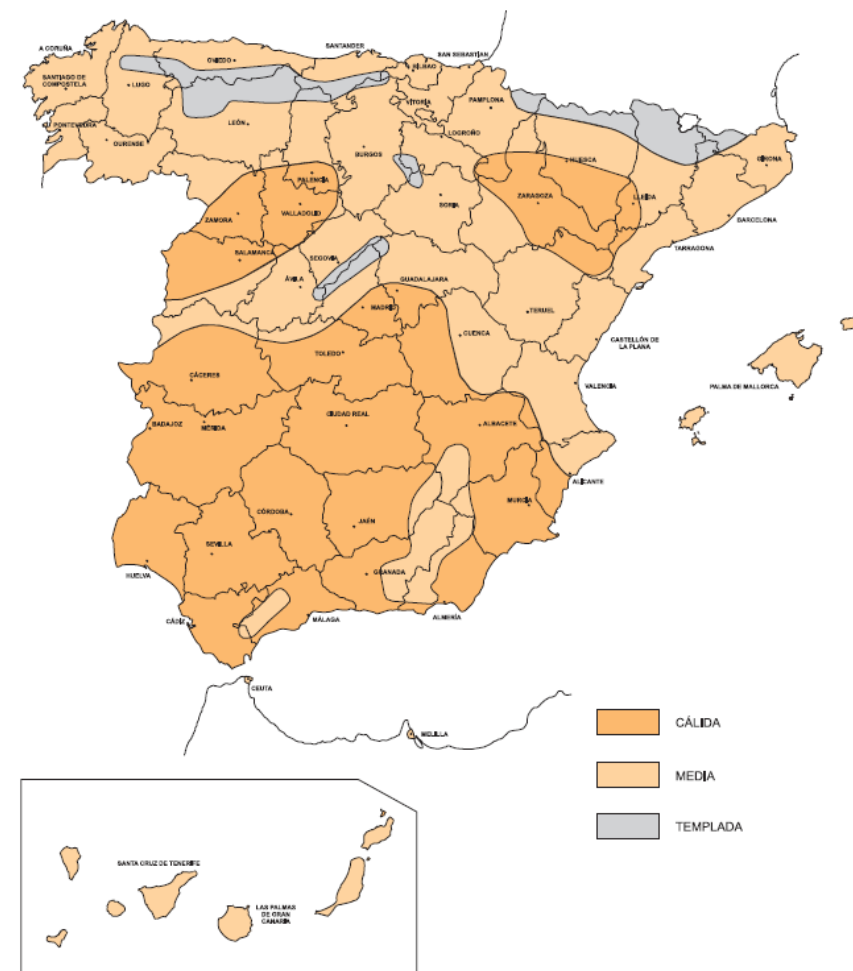 A CORUÑA
SANTANDER
SAN SEBASTIÁN
OVIEDO
BILBAO
SANTIAGO DE
COMPOSTELA
LUGO
VITORIA
PAMPLONA
PONTEVEDRA
LEÓN
LOGROÑO
OURENSE
BURGOS
HUESCA
GIRONA
PALENCIA
ZAMORA
VALLADOLID
SORIA
ZARAGOZA
LLEIDA
BARCELONA
SALAMANCA
SEGOVIA
TARRAGONA
ÁVILA
GUADALAJARA
MADRID
TERUEL
CUENCA
CASTELLÓN DE
LA PLANA
TOLEDO
CÁCERES
VALENCIA
PALMA DE MALLORCA
BADAJOZ
MÉRIDA
CIUDAD REAL
ALBACETE
ALICANTE
CÓRDOBA
JAÉN
MURCIA
SEVILLA
HUELVA
GRANADA
CÁDIZ
MÁLAGA
ALMERÍA
CEUTA
MELILLA
CÁLIDA
MEDIA
TEMPLADA
SANTA CRUZ DE TENERIFE
LAS PALMAS
DE GRAN
CANARÍA